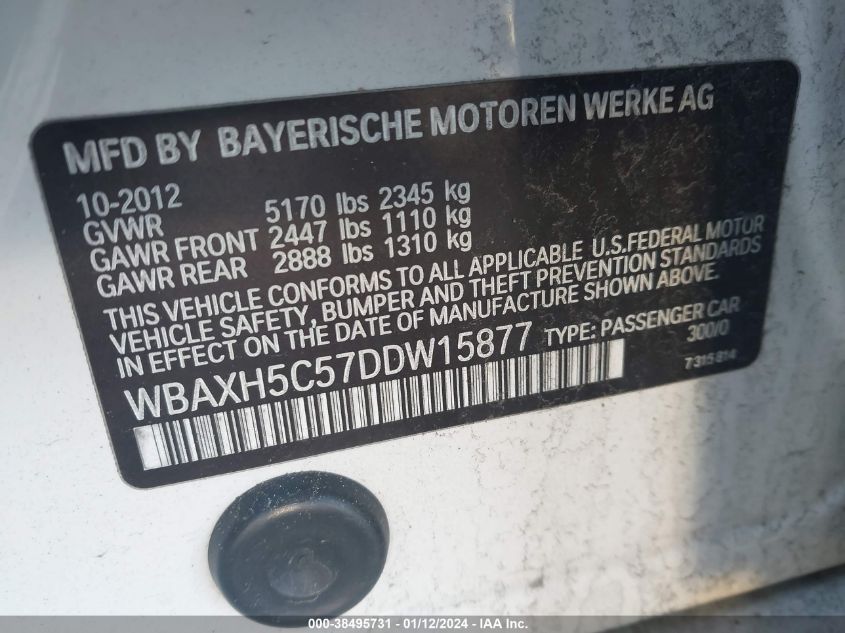 MFD BY BAYERISCHE MOTOREN WERKE AG
10-2012
GVWR 5170 lbs 2345 kg
GAWR FRONT 2447 lbs 1110 kg
GAWR REAR 2888 lbs 1310 kg
THIS VEHICLE CONFORMS TO ALL APPLICABLE U.S.FEDERAL MOTOR
VEHICLE SAFETY, BUMPER AND THEFT PREVENTION STANDARDS
IN EFFECT ON THE DATE OF MANUFACTURE SHOWN ABOVE.
WBAXH5C57DDW15877 TYPE: PASSENGER CAR
300/0
7 315 814
000-38495731 - 01/12/2024 - IAA Inc.